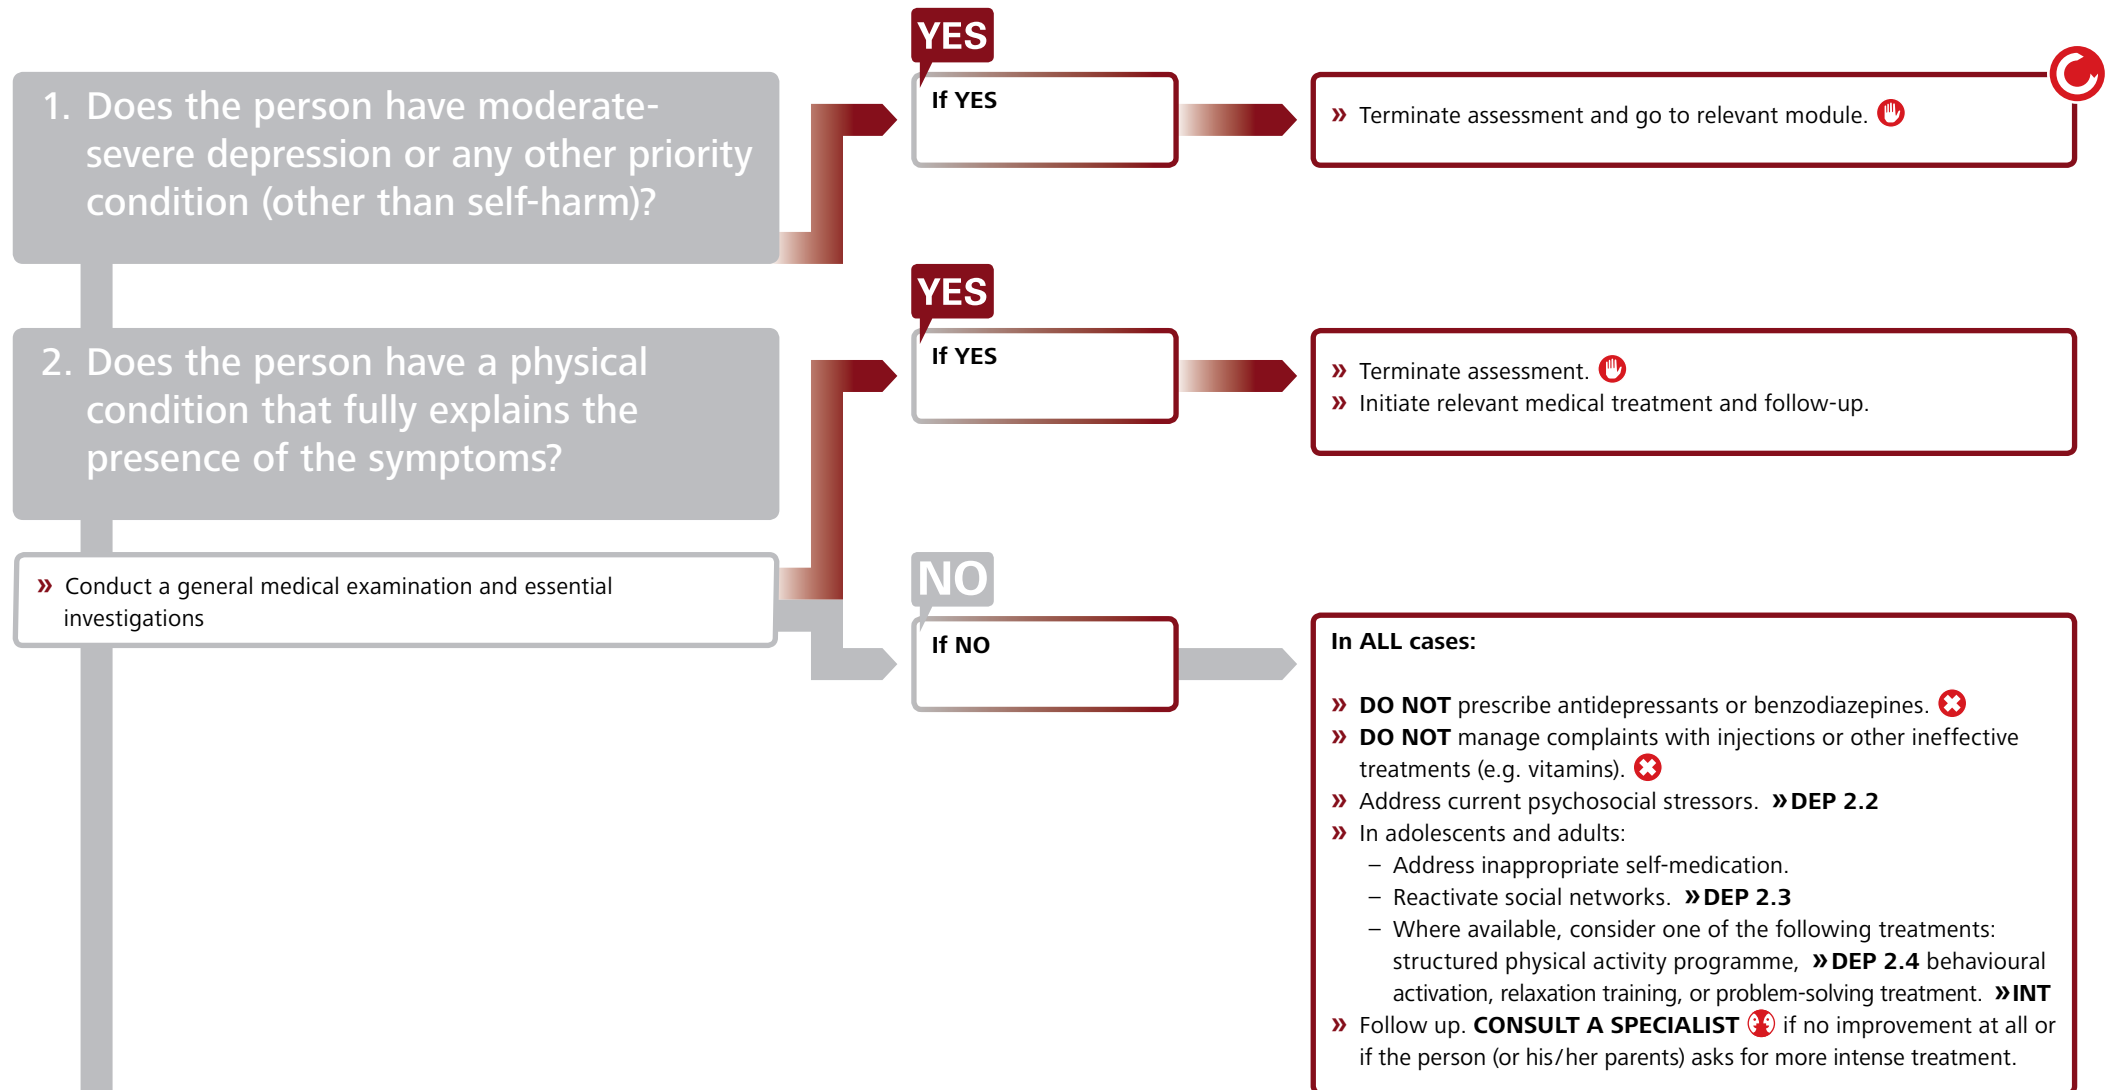 YES
1. Does the person have moderate-
severe depression or any other priority
condition (other than self-harm)?
If YES
» Terminate assessment and go to relevant module.
YES
2. Does the person have a physical
condition that fully explains the
presence of the symptoms?
If YES
» Terminate assessment.
» Initiate relevant medical treatment and follow-up.
» Conduct a general medical examination and essential
investigations
NO
If NO
In ALL cases:
» DO NOT prescribe antidepressants or benzodiazepines.
» DO NOT manage complaints with injections or other ineffective
treatments (e.g. vitamins).
» Address current psychosocial stressors. »DEP 2.2
» In adolescents and adults:
– Address inappropriate self-medication.
– Reactivate social networks. »DEP 2.3
– Where available, consider one of the following treatments:
structured physical activity programme, »DEP 2.4 behavioural
activation, relaxation training, or problem-solving treatment. »INT
» Follow up. CONSULT A SPECIALIST if no improvement at all or
if the person (or his/her parents) asks for more intense treatment.